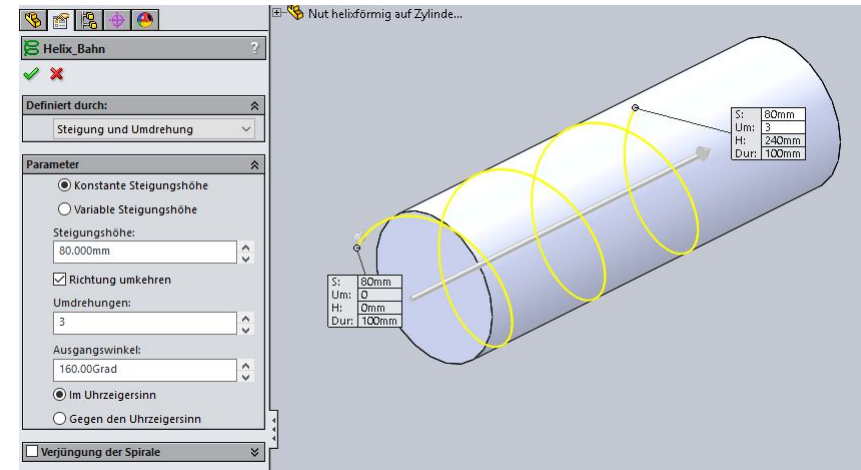 Nut helixförmig auf Zylinde...
Helix_Bahn ?
Definiert durch:
Steigung und Umdrehung
Parameter
Konstante Steigungshöhe
Variable Steigungshöhe
Steigungshöhe:
80.000mm
Richtung umkehren
Umdrehungen:
3
Ausgangswinkel:
160.00Grad
Im Uhrzeigersinn
Gegen den Uhrzeigersinn
Verjüngung der Spirale
S: 80mm
Um: 0
H: 0mm
Dur: 100mm
S: 80mm
Um: 3
H: 240mm
Dur: 100mm